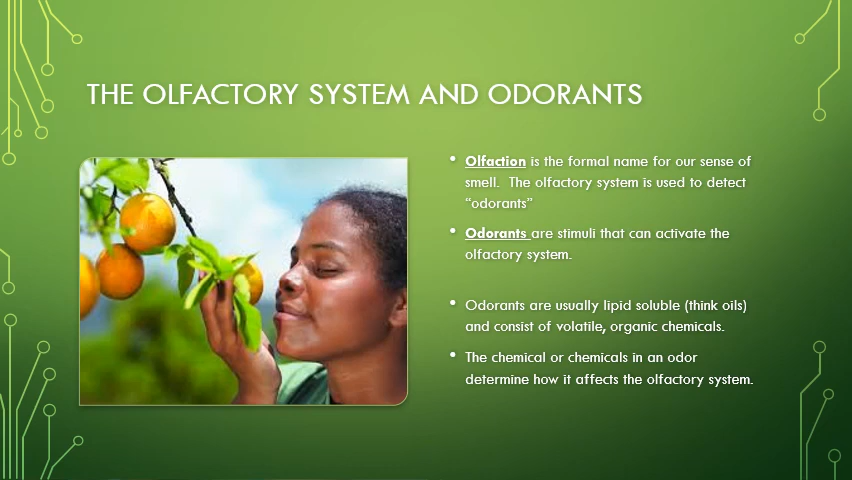 THE OLFACTORY SYSTEM AND ODORANTS
• Olfaction is the formal name for our sense of
smell.  The olfactory system is used to detect
“odorants”
• Odorants are stimuli that can activate the
olfactory system.
• Odorants are usually lipid soluble (think oils)
and consist of volatile, organic chemicals.
• The chemical or chemicals in an odor
determine how it affects the olfactory system.